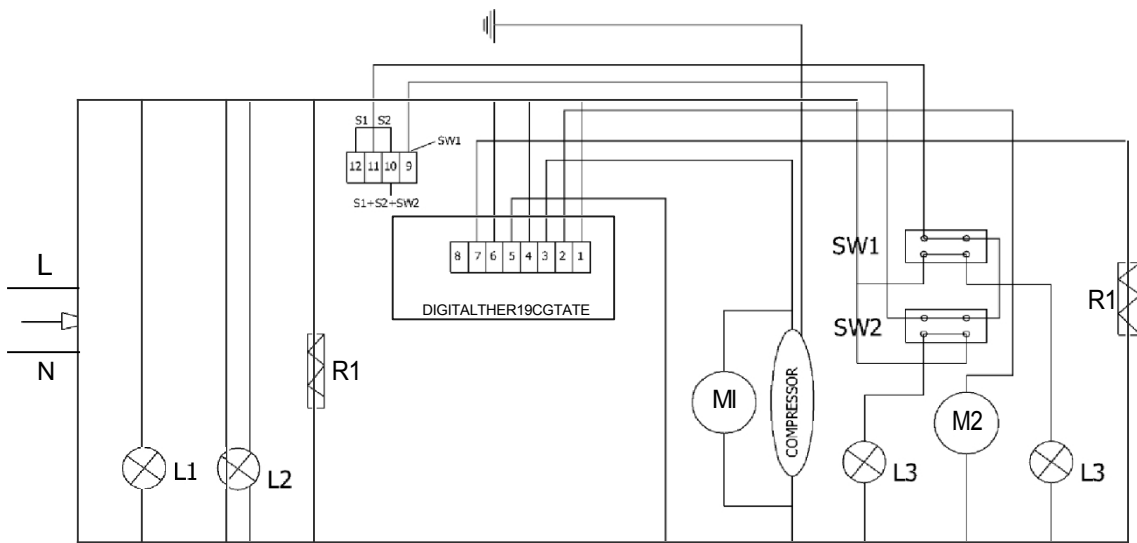 S1 S2
SW1
12 11 10 9
S1+S2+SW2
8 7 6 5 4 3 2 1
DIGITALTHER19CGTATE
L
N
R1
L1
L2
MI
COMPRESSOR
SW1
SW2
L3
M2
L3
R1